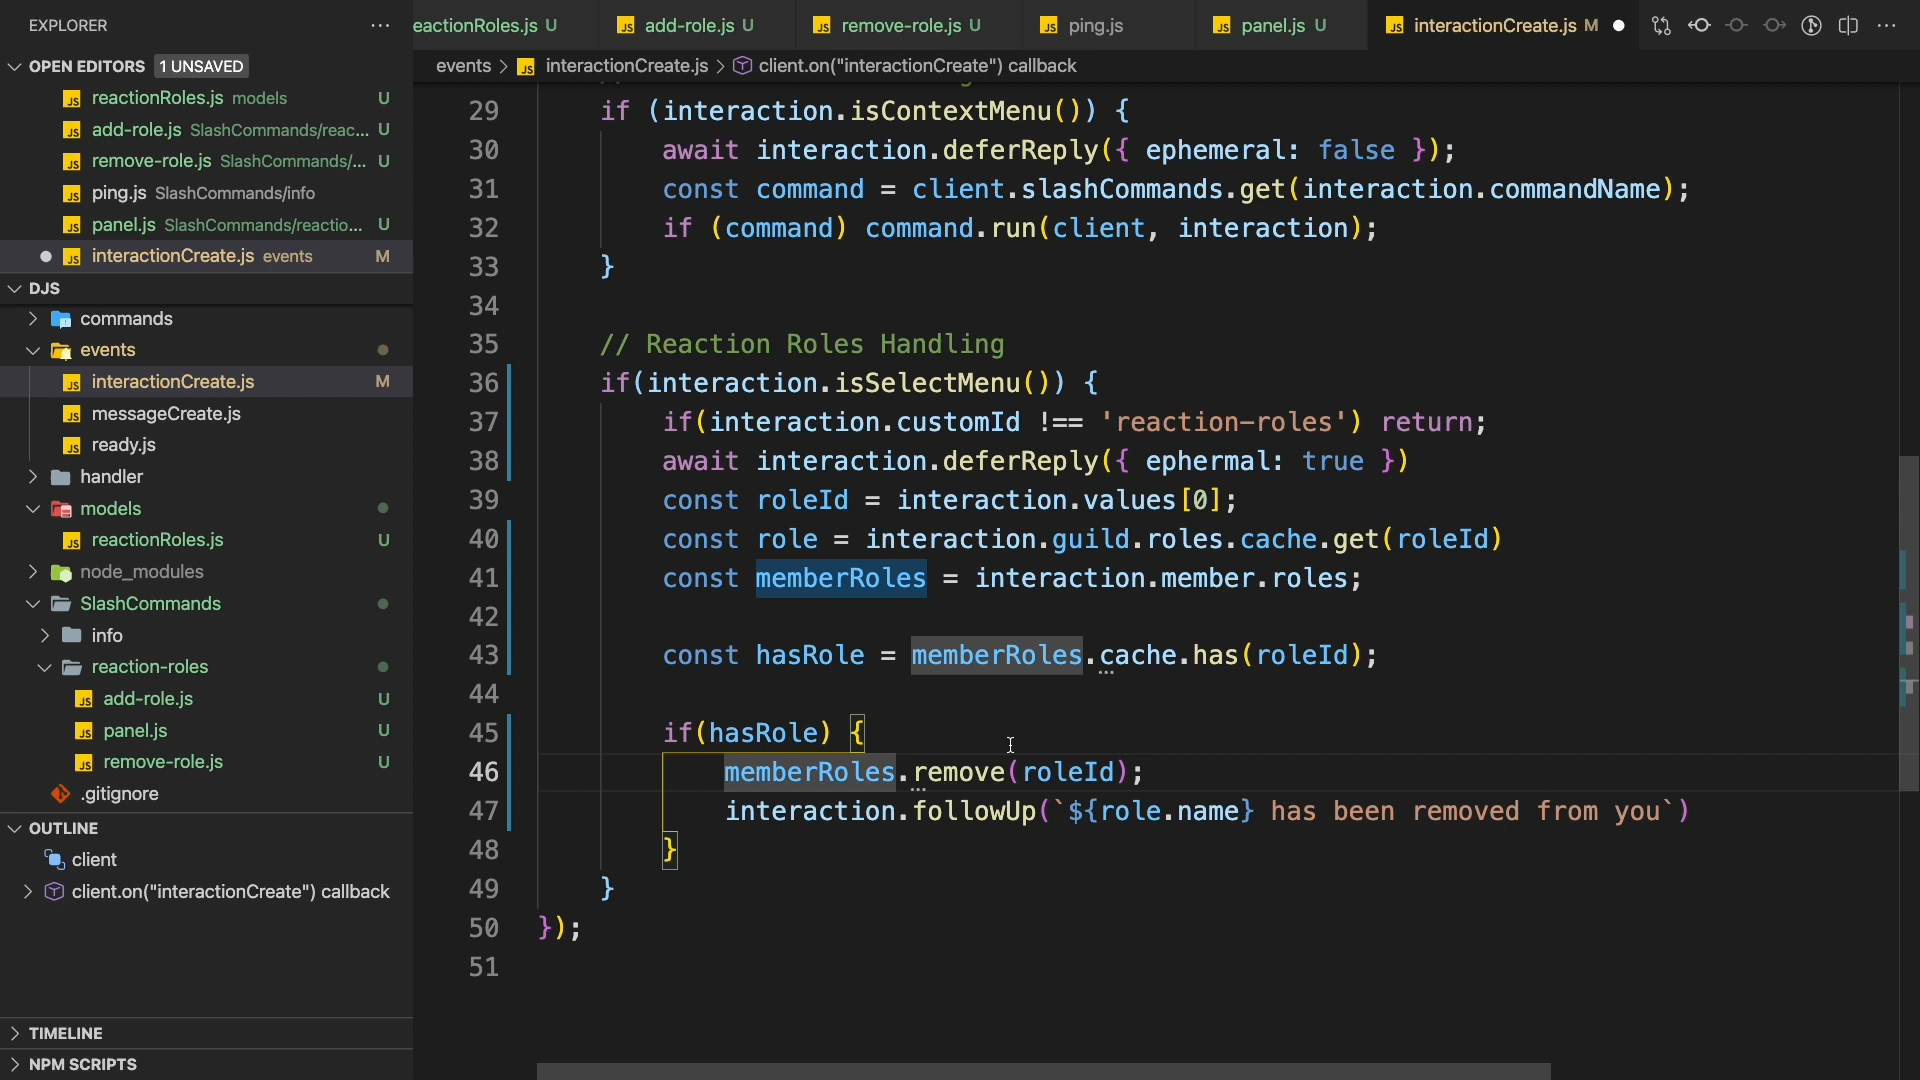 EXPLORER
OPEN EDITORS 1 UNSAVED
reactionRoles.js models U
add-role.js SlashCommands/reac... U
remove-role.js SlashCommands/... U
ping.js SlashCommands/info
panel.js SlashCommands/reactio... U
interactionCreate.js events M
DJS
commands
events
interactionCreate.js M
messageCreate.js
ready.js
handler
models
reactionRoles.js U
node_modules
SlashCommands
info
reaction-roles
add-role.js U
panel.js U
remove-role.js U
.gitignore
OUTLINE
client
client.on("interactionCreate") callback
TIMELINE
NPM SCRIPTS
eactionRoles.js U add-role.js U remove-role.js U ping.js panel.js U interactionCreate.js M
events > interactionCreate.js > client.on("interactionCreate") callback
29 if (interaction.isContextMenu()) {
30 await interaction.deferReply({ ephemeral: false });
31 const command = client.slashCommands.get(interaction.commandName);
32 if (command) command.run(client, interaction);
33 }
34
35 // Reaction Roles Handling
36 if(interaction.isSelectMenu()) {
37 if(interaction.customId !== 'reaction-roles') return;
38 await interaction.deferReply({ ephermal: true })
39 const roleId = interaction.values[0];
40 const role = interaction.guild.roles.cache.get(roleId)
41 const memberRoles = interaction.member.roles;
42
43 const hasRole = memberRoles.cache.has(roleId);
44
45 if(hasRole) {
46 memberRoles.remove(roleId);
47 interaction.followUp(`${role.name} has been removed from you`)
48 }
49 }
50 });
51